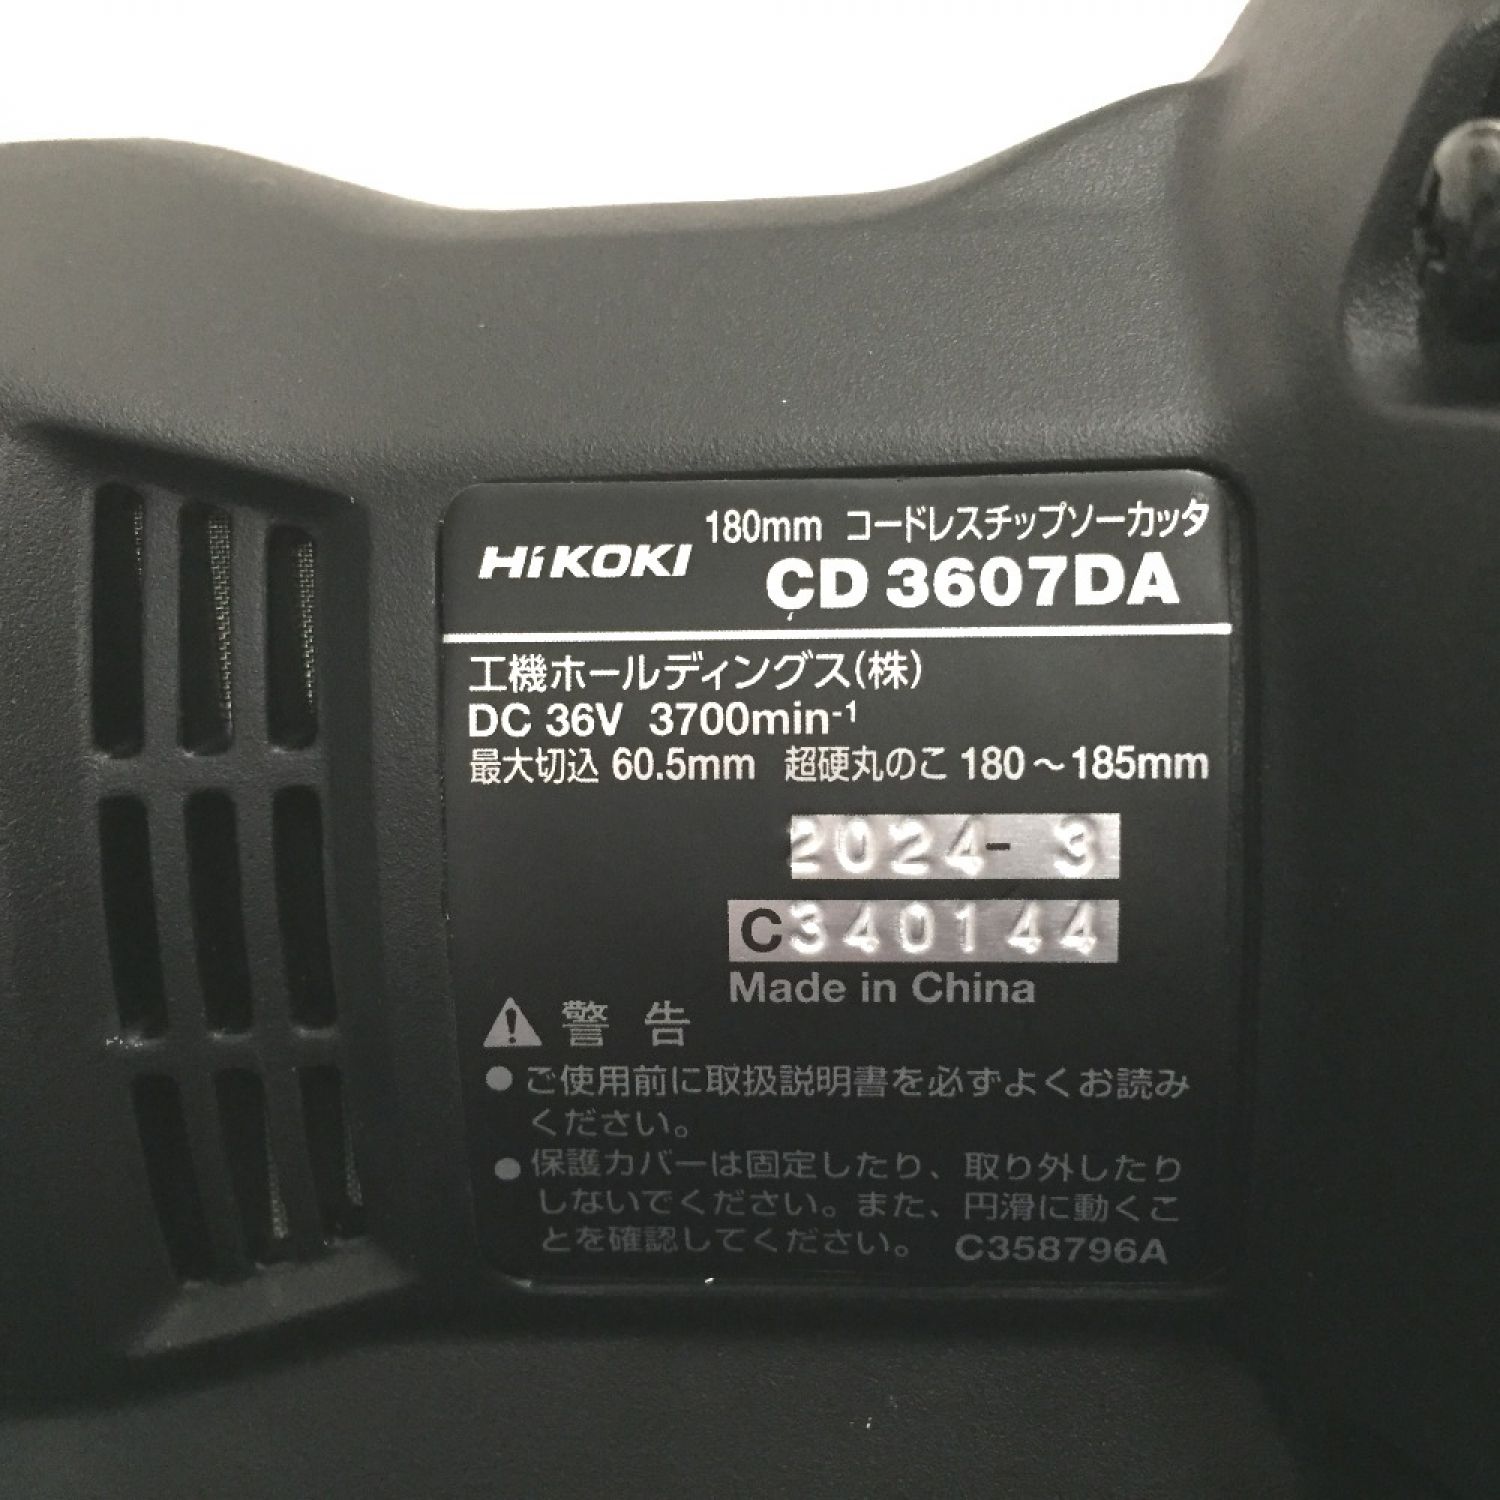 180mm コードレスチップソーカッタ
HiKOKI CD 3607DA
工機ホールディングス(株)
DC 36V 3700min-1
最大切込 60.5mm 超硬丸のこ 180～185mm
2024- 3
C340144
Made in China
警 告
●ご使用前に取扱説明書を必ずよくお読み
ください。
●保護カバーは固定したり、取り外したり
しないでください。また、円滑に動くこ
とを確認してください。 C358796A